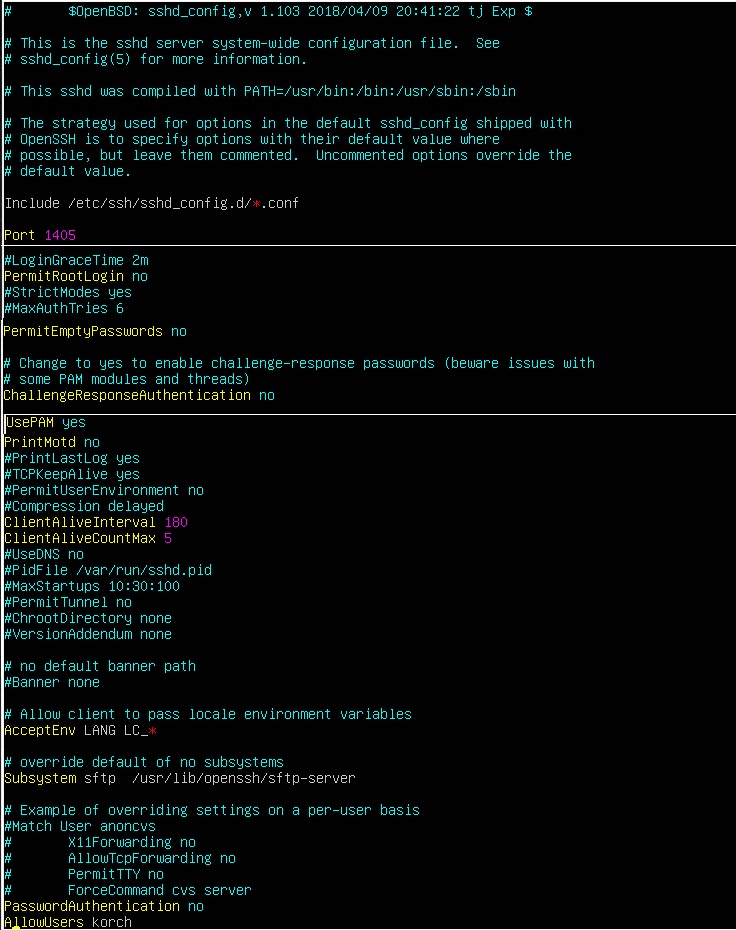 #       $OpenBSD: sshd_config,v 1.103 2018/04/09 20:41:22 tj Exp $
# This is the sshd server system-wide configuration file.  See
# sshd_config(5) for more information.
# This sshd was compiled with PATH=/usr/bin:/bin:/usr/sbin:/sbin
# The strategy used for options in the default sshd_config shipped with
# OpenSSH is to specify options with their default value where
# possible, but leave them commented.  Uncommented options override the
# default value.
Include /etc/ssh/sshd_config.d/*.conf
Port 1405
#LoginGraceTime 2m
PermitRootLogin no
#StrictModes yes
#MaxAuthTries 6
PermitEmptyPasswords no
# Change to yes to enable challenge-response passwords (beware issues with
# some PAM modules and threads)
ChallengeResponseAuthentication no
UsePAM yes
PrintMotd no
#PrintLastLog yes
#TCPKeepAlive yes
#PermitUserEnvironment no
#Compression delayed
ClientAliveInterval 180
ClientAliveCountMax 5
#UseDNS no
#PidFile /var/run/sshd.pid
#MaxStartups 10:30:100
#PermitTunnel no
#ChrootDirectory none
#VersionAddendum none
# no default banner path
#Banner none
# Allow client to pass locale environment variables
AcceptEnv LANG LC_*
# override default of no subsystems
Subsystem sftp  /usr/lib/openssh/sftp-server
# Example of overriding settings on a per-user basis
#Match User anoncvs
#       X11Forwarding no
#       AllowTcpForwarding no
#       PermitTTY no
#       ForceCommand cvs server
PasswordAuthentication no
AllowUsers korch